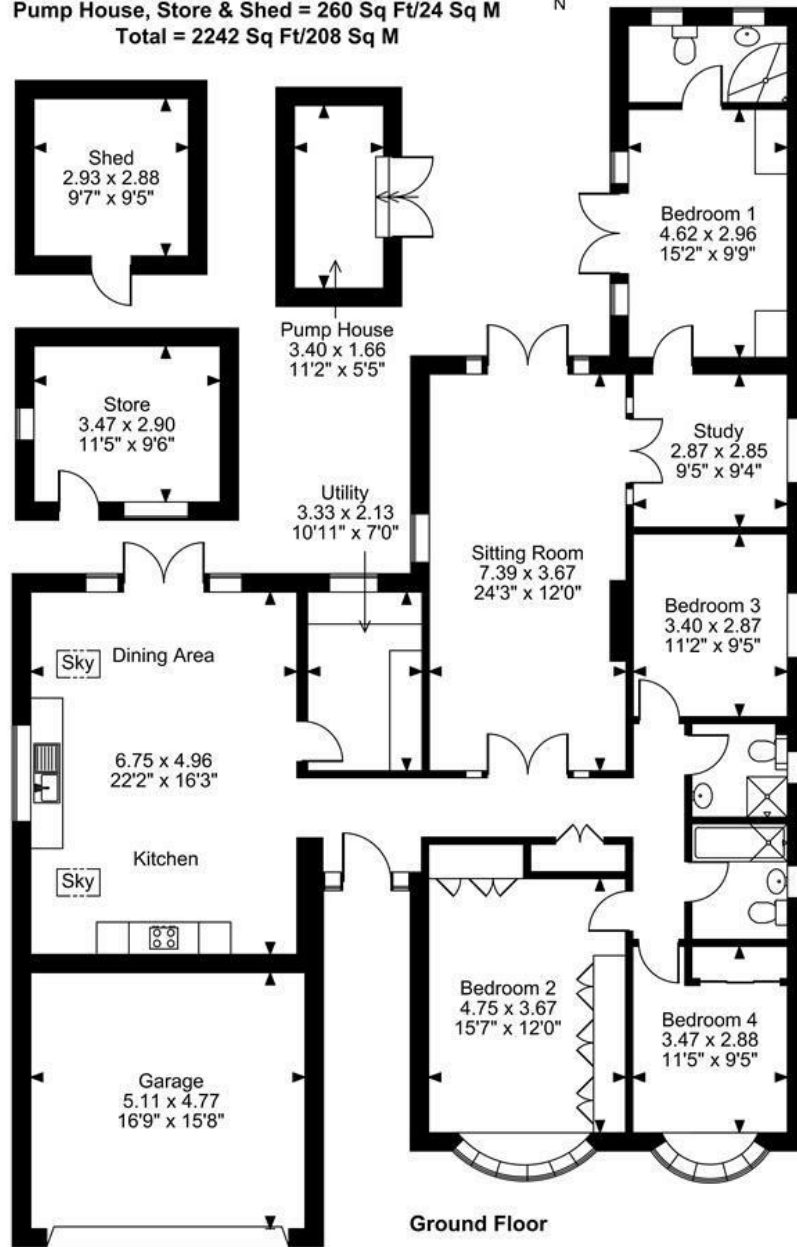 Pump House, Store & Shed = 260 Sq Ft/24 Sq M
Total = 2242 Sq Ft/208 Sq M
N
Shed
2.93 x 2.88
9'7" x 9'5"
Pump House
3.40 x 1.66
11'2" x 5'5"
Bedroom 1
4.62 x 2.96
15'2" x 9'9"
Store
3.47 x 2.90
11'5" x 9'6"
Utility
3.33 x 2.13
10'11" x 7'0"
Study
2.87 x 2.85
9'5" x 9'4"
Sitting Room
7.39 x 3.67
24'3" x 12'0"
Bedroom 3
3.40 x 2.87
11'2" x 9'5"
Dining Area
Sky
6.75 x 4.96
22'2" x 16'3"
Kitchen
Sky
Bedroom 2
4.75 x 3.67
15'7" x 12'0"
Bedroom 4
3.47 x 2.88
11'5" x 9'5"
Garage
5.11 x 4.77
16'9" x 15'8"
Ground Floor